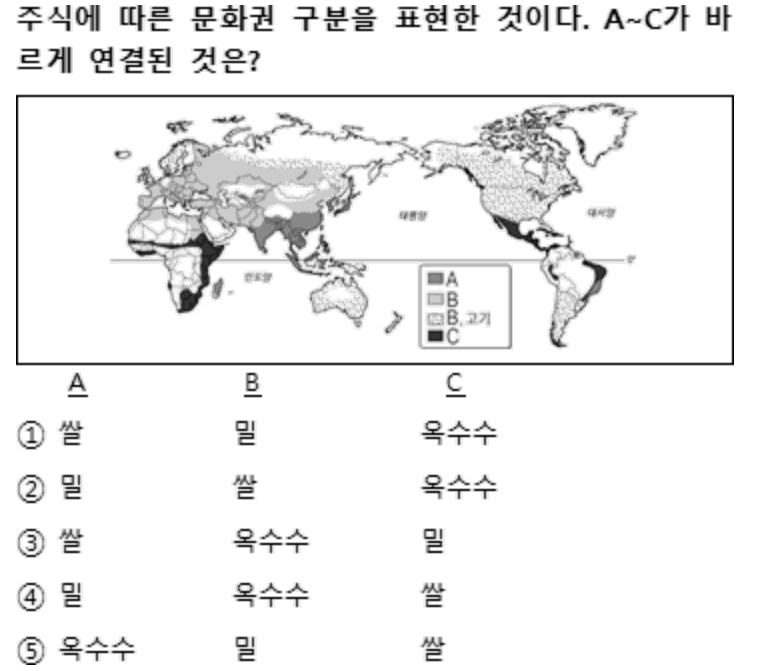 주식에 따른 문화권 구분을 표현한 것이다. A~C가 바
르게 연결된 것은?
태평양
대서양
인도양
A
B
B, 고기
C
A B C
① 쌀 밀 옥수수
② 밀 쌀 옥수수
③ 쌀 옥수수 밀
④ 밀 옥수수 쌀
⑤ 옥수수 밀 쌀